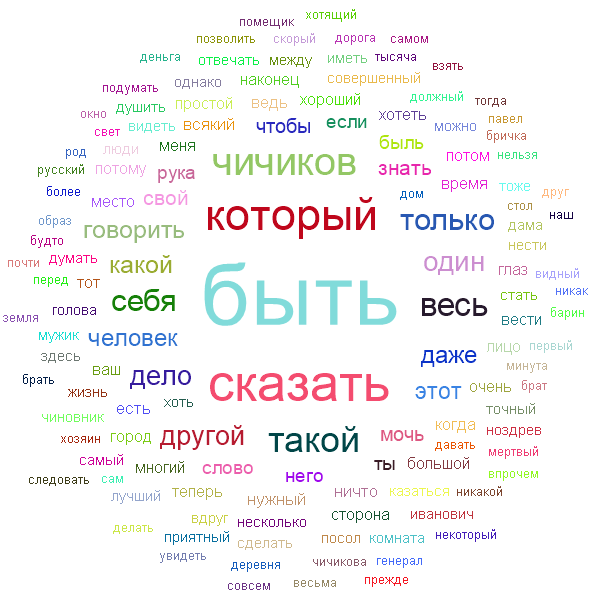 хотящий
помещик
позволить скорый дорога самом
деньга отвечать между иметь тысяча
взять
подумать однако наконец совершенный
окно душить простой ведь хороший должный тогда
свет видеть всякий чтобы если хотеть можно павел
бричка
род люди меня быль
русский потому рука чичиков знать потом нельзя
более место свой время тоже друг
дом стол
образ говорить который только дама наш
будто нести
почти думать какой один глаз видный
перед тот
никак
голова себя быть весь стать барин
земля вести
мужик человек лицо первый
здесь даже
минута
брать ваш дело сказать этот очень брат
жизнь
чиновник есть хоть точный
хозяин город другой такой мочь когда ноздрев
давать
самый многий слово ты большой мертвый
следовать сам него впрочем
лучший теперь нужный ничто казаться никакой
делать вдруг несколько сторона иванович
приятный сделать посол комната некоторый
увидеть
деревня чичикова генерал
совсем весьма прежде